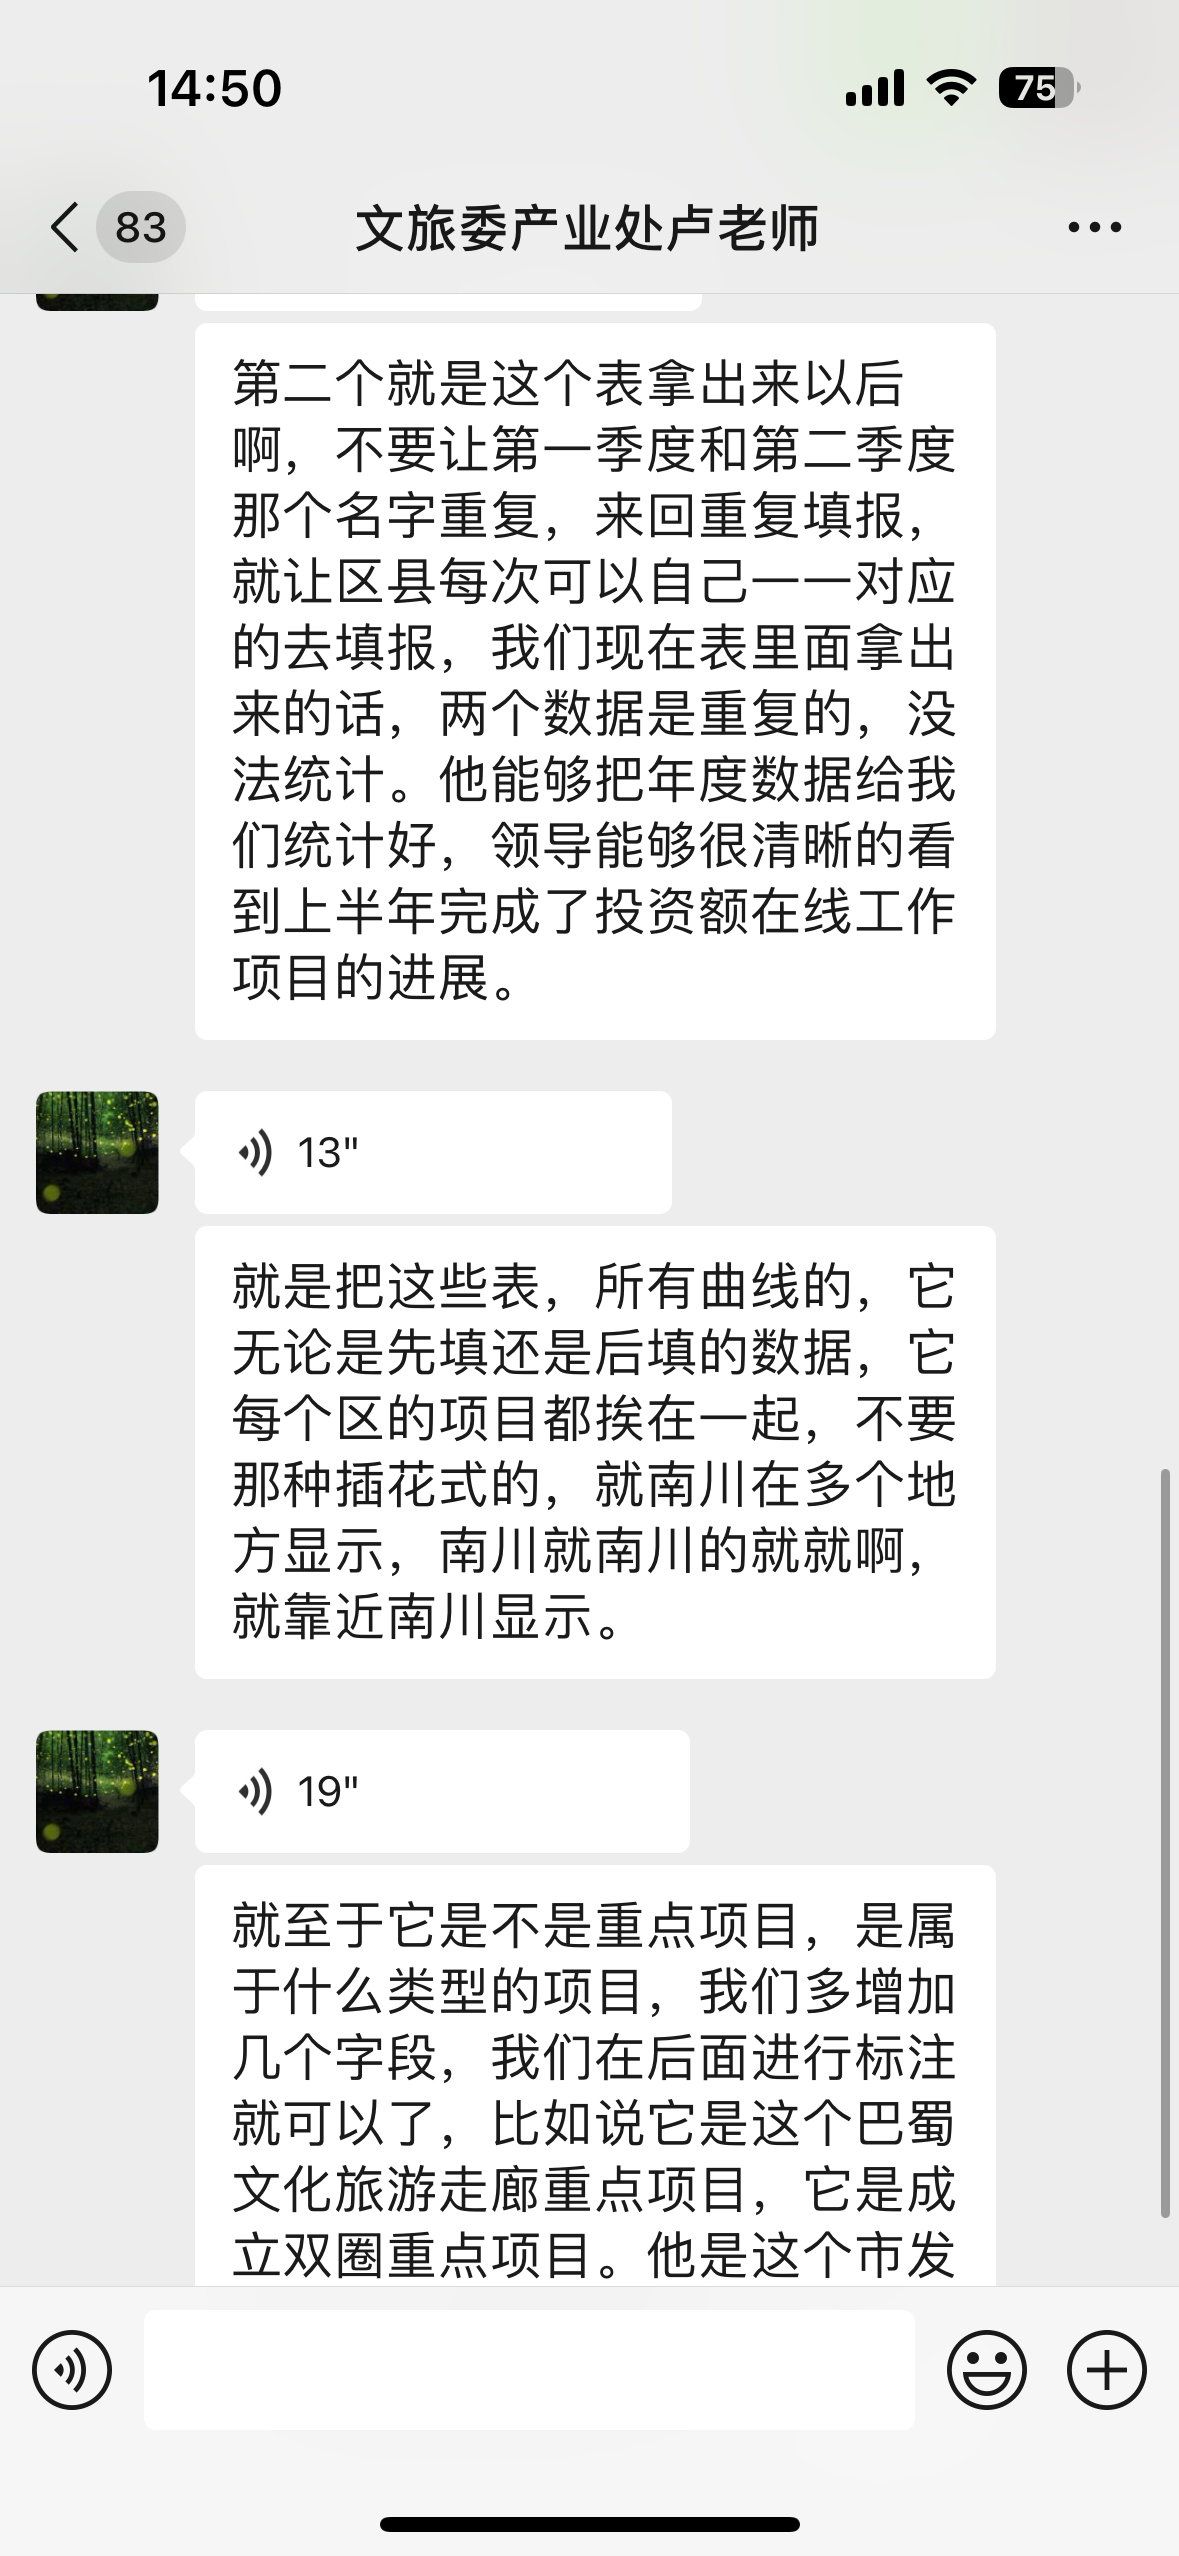 14:50
75
83
文旅委产业处卢老师
第二个就是这个表拿出来以后
啊，不要让第一季度和第二季度
那个名字重复，来回重复填报，
就让区县每次可以自己一一对应
的去填报，我们现在表里面拿出
来的话，两个数据是重复的，没
法统计。他能够把年度数据给我
们统计好，领导能够很清晰的看
到上半年完成了投资额在线工作
项目的进展。
13"
就是把这些表，所有曲线的，它
无论是先填还是后填的数据，它
每个区的项目都挨在一起，不要
那种插花式的，就南川在多个地
方显示，南川就南川的就就啊，
就靠近南川显示。
19"
就至于它是不是重点项目，是属
于什么类型的项目，我们多增加
几个字段，我们在后面进行标注
就可以了，比如说它是这个巴蜀
文化旅游走廊重点项目，它是成
立双圈重点项目。他是这个市发